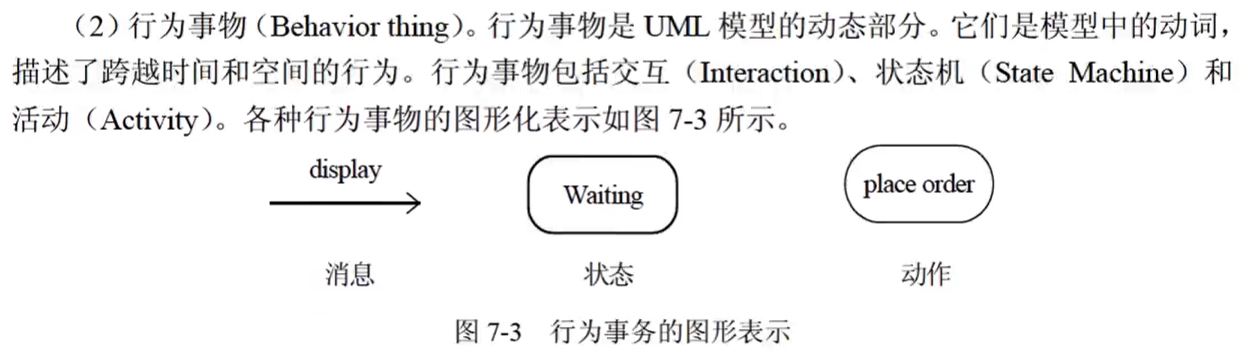 （2）行为事物（Behavior thing）。行为事物是 UML 模型的动态部分。它们是模型中的动词，
描述了跨越时间和空间的行为。行为事物包括交互（Interaction）、状态机（State Machine）和
活动（Activity）。各种行为事物的图形化表示如图 7-3 所示。
display
Waiting
place order
消息
状态
动作
图 7-3 行为事务的图形表示